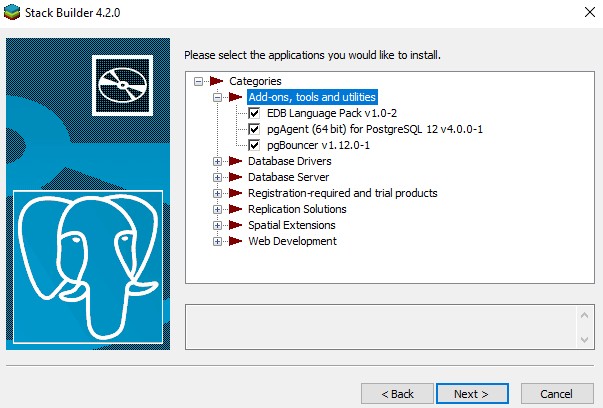 Stack Builder 4.2.0
Please select the applications you would like to install.
Categories
Add-ons, tools and utilities
EDB Language Pack v1.0-2
pgAgent (64 bit) for PostgreSQL 12 v4.0.0-1
pgBouncer v1.12.0-1
Database Drivers
Database Server
Registration-required and trial products
Replication Solutions
Spatial Extensions
Web Development
< Back
Next >
Cancel